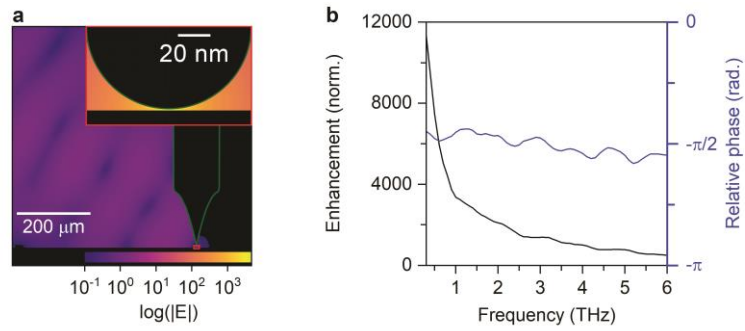 a
20 nm
200 μm
10⁻¹ 10⁰ 10¹ 10² 10³
log(|E|)
b
Enhancement (norm.)
12000
8000
4000
0
1 2 3 4 5 6
Frequency (THz)
0
-π/2
-π
Relative phase (rad.)